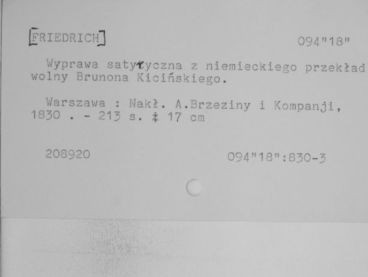 [FRIEDRICH]
094"18"
Wyprawa satyryczna z niemieckiego przekład
wolny Brunona Kicińskiego.
Warszawa : Nakł. A.Brzeziny i Kompanji,
1830 . - 213 s. ‡ 17 cm
208920
094"18":830-3